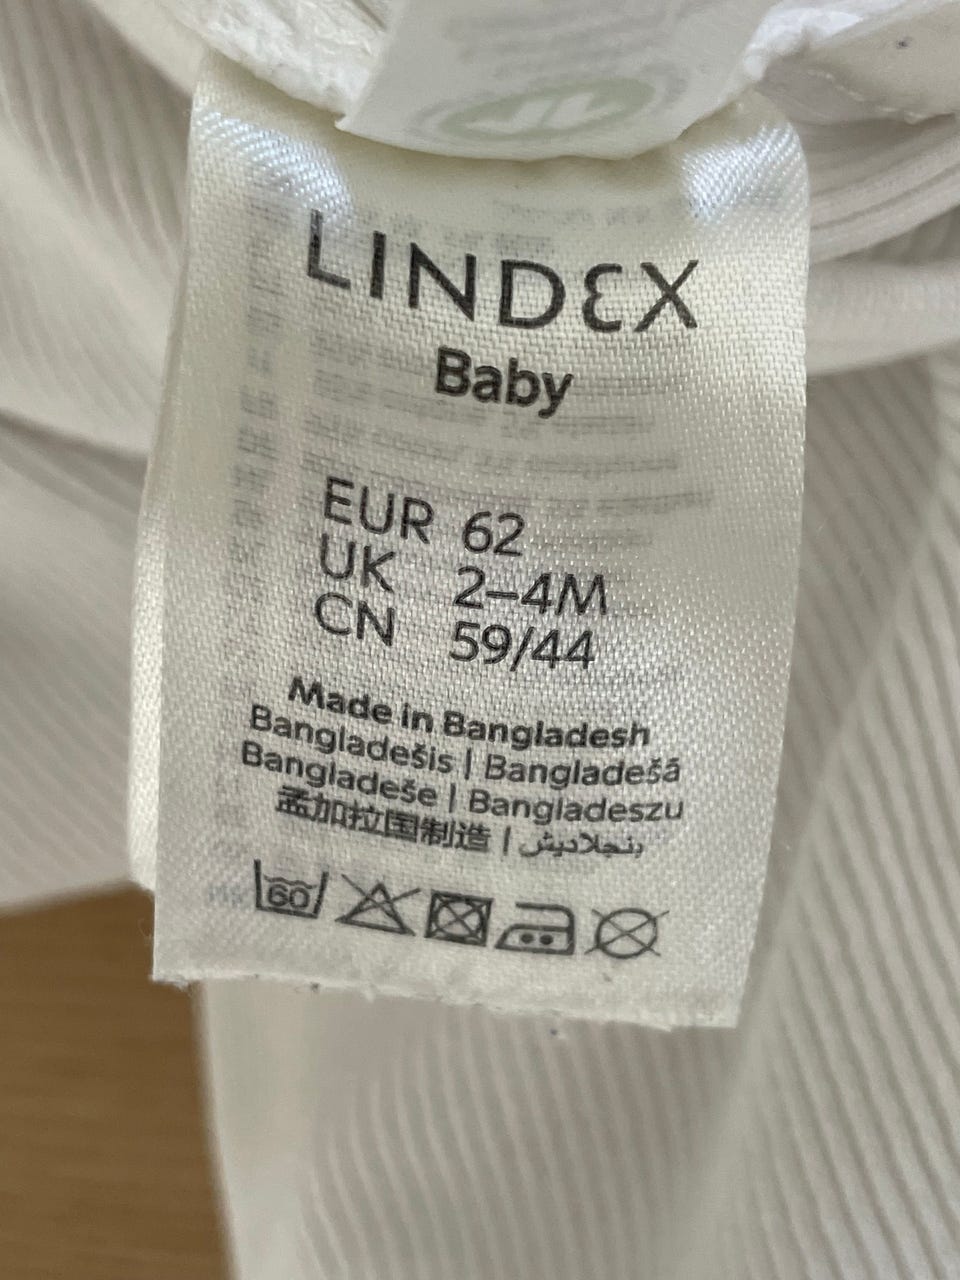 LINDEX
Baby
EUR 62
UK 2–4M
CN 59/44
Made in Bangladesh
Bangladešis | Bangladešā
Bangladeše | Bangladeszu
孟加拉国制造 | بنجلاديش
60